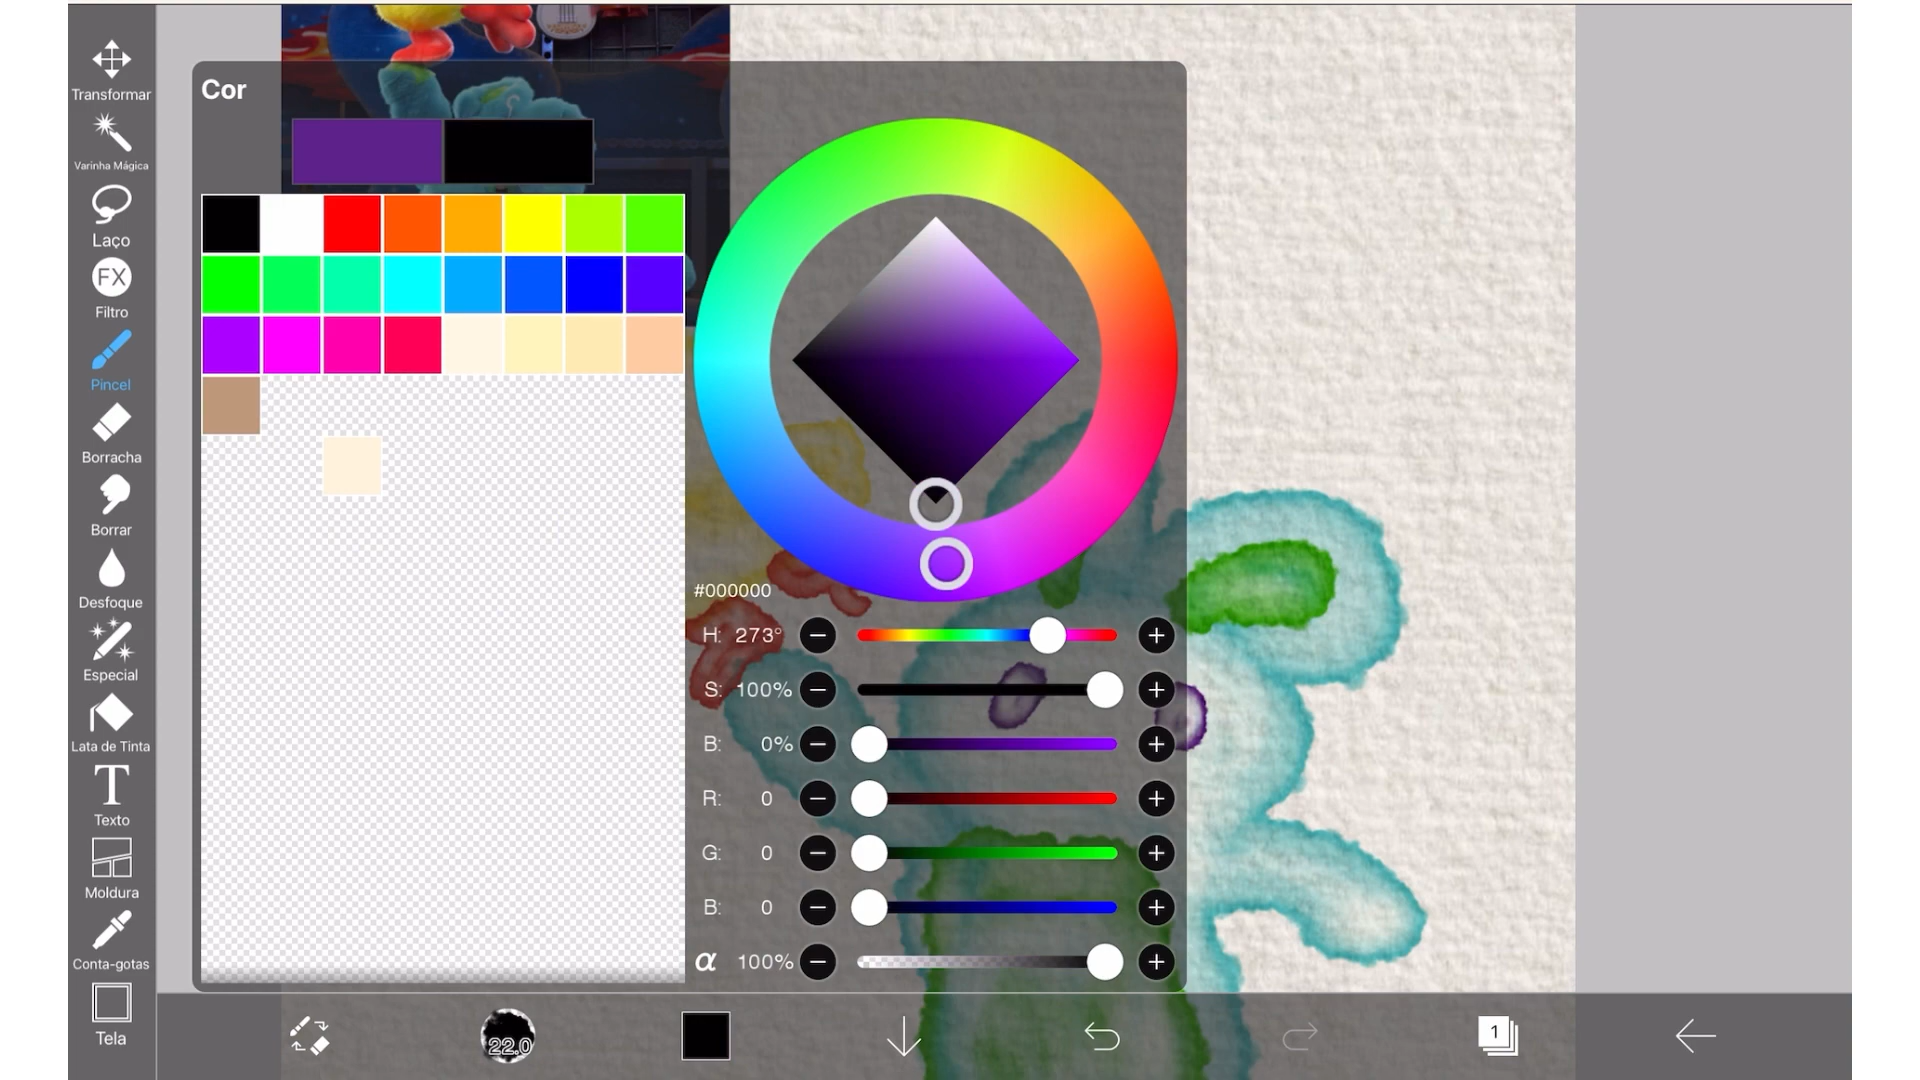 Transformar
Varinha Mágica
Laço
FX
Filtro
Pincel
Borracha
Borrar
Desfoque
Especial
Lata de Tinta
T
Texto
Moldura
Conta-gotas
Tela
Cor
#000000
H: 273°
S: 100%
B: 0%
R: 0
G: 0
B: 0
α 100%
22.0
1